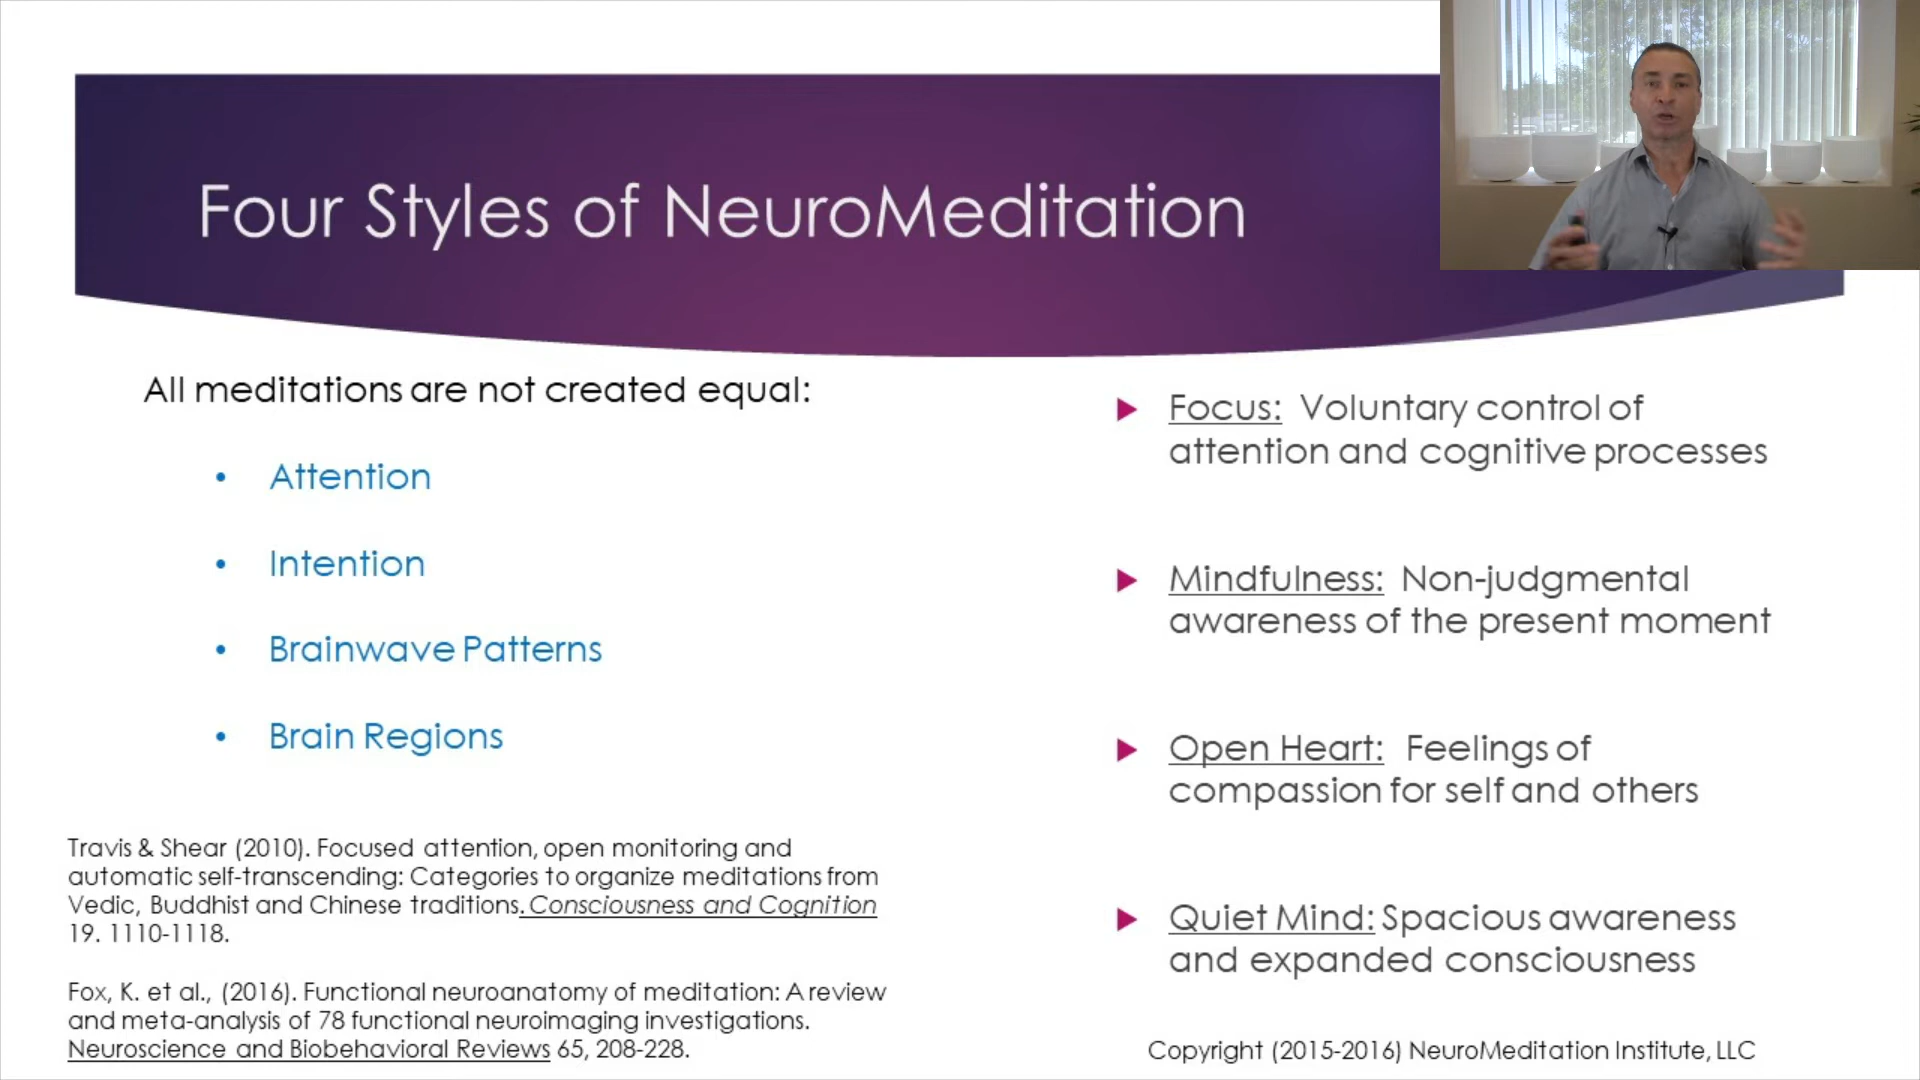 Four Styles of NeuroMeditation
All meditations are not created equal:
• Attention
• Intention
• Brainwave Patterns
• Brain Regions
Travis & Shear (2010). Focused attention, open monitoring and
automatic self-transcending: Categories to organize meditations from
Vedic, Buddhist and Chinese traditions. Consciousness and Cognition
19. 1110-1118.
Fox, K. et al., (2016). Functional neuroanatomy of meditation: A review
and meta-analysis of 78 functional neuroimaging investigations.
Neuroscience and Biobehavioral Reviews 65, 208-228.
Focus: Voluntary control of
attention and cognitive processes
Mindfulness: Non-judgmental
awareness of the present moment
Open Heart: Feelings of
compassion for self and others
Quiet Mind: Spacious awareness
and expanded consciousness
Copyright (2015-2016) NeuroMeditation Institute, LLC